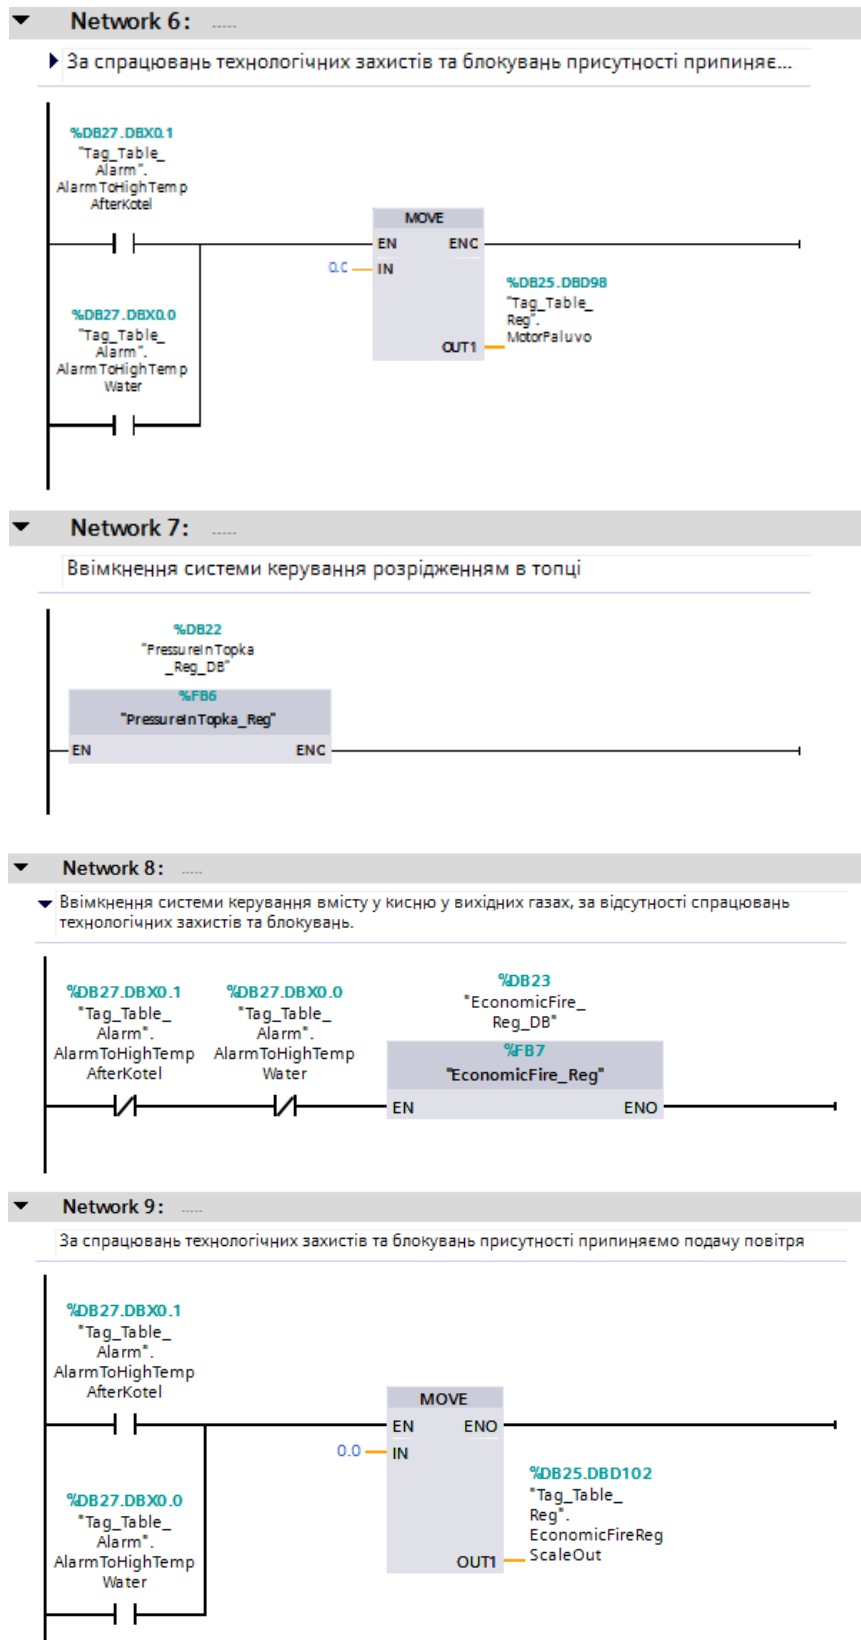 Network 6: .....
За спрацювань технологічних захистів та блокувань присутності припиняє...
%DB27.DBX0.1
"Tag_Table_
Alarm".
AlarmToHighTemp
AfterKotel
MOVE
EN ENO
0.0 IN
%DB25.DBD98
"Tag_Table_
Reg".
MotorPaluvo
OUT1
%DB27.DBX0.0
"Tag_Table_
Alarm".
AlarmToHighTemp
Water
Network 7: .....
Ввімкнення системи керування розрідженням в топці
%DB22
"PressureInTopka
_Reg_DB"
%FB6
"PressureInTopka_Reg"
EN ENO
Network 8: .....
Ввімкнення системи керування вмісту у кисню у вихідних газах, за відсутності спрацювань
технологічних захистів та блокувань.
%DB27.DBX0.1
"Tag_Table_
Alarm".
AlarmToHighTemp
AfterKotel
%DB27.DBX0.0
"Tag_Table_
Alarm".
AlarmToHighTemp
Water
%DB23
"EconomicFire_
Reg_DB"
%FB7
"EconomicFire_Reg"
EN ENO
Network 9: .....
За спрацювань технологічних захистів та блокувань присутності припиняємо подачу повітря
%DB27.DBX0.1
"Tag_Table_
Alarm".
AlarmToHighTemp
AfterKotel
MOVE
EN ENO
0.0 IN
%DB25.DBD102
"Tag_Table_
Reg".
EconomicFireReg
ScaleOut
OUT1
%DB27.DBX0.0
"Tag_Table_
Alarm".
AlarmToHighTemp
Water